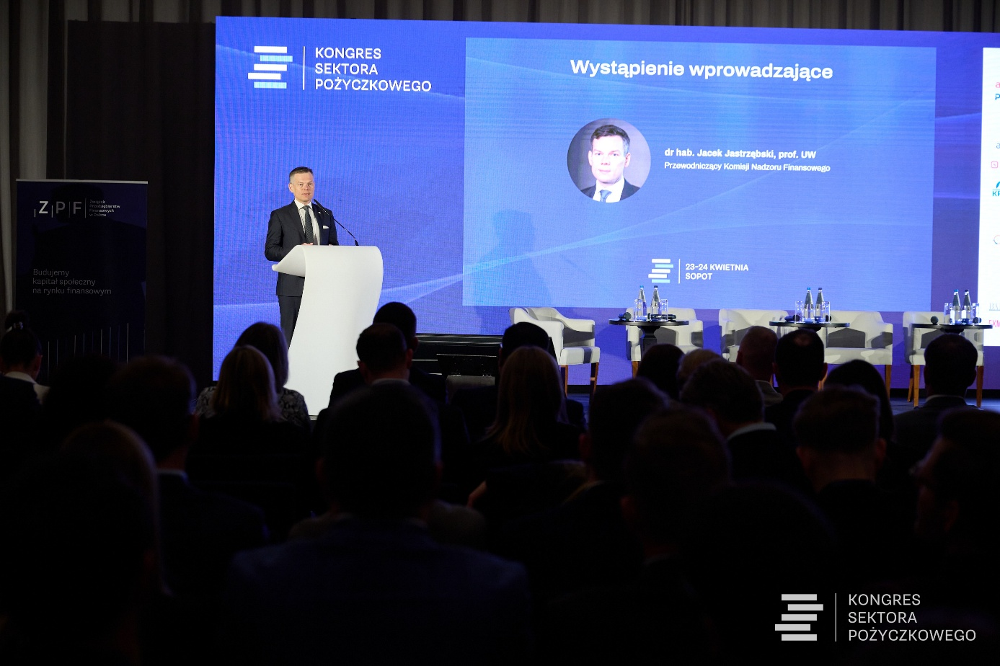 KONGRES
SEKTORA
POŻYCZKOWEGO
Wystąpienie wprowadzające
dr hab. Jacek Jastrzębski, prof. UW
Przewodniczący Komisji Nadzoru Finansowego
23-24 KWIETNIA
SOPOT
ZPF
Związek
Przedsiębiorstw
Finansowych
w Polsce
Budujemy
kapitał społeczny
na rynku finansowym
KONGRES
SEKTORA
POŻYCZKOWEGO